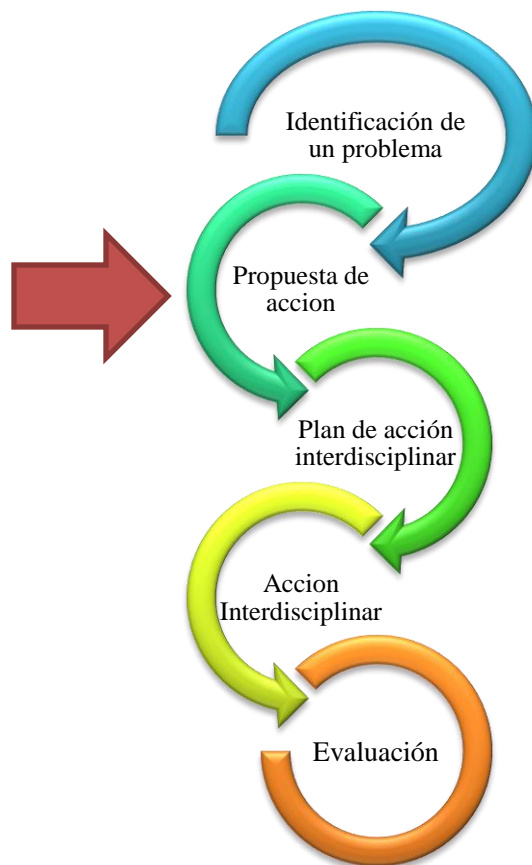 Identificación de
un problema
Propuesta de
accion
Plan de acción
interdisciplinar
Accion
Interdisciplinar
Evaluación